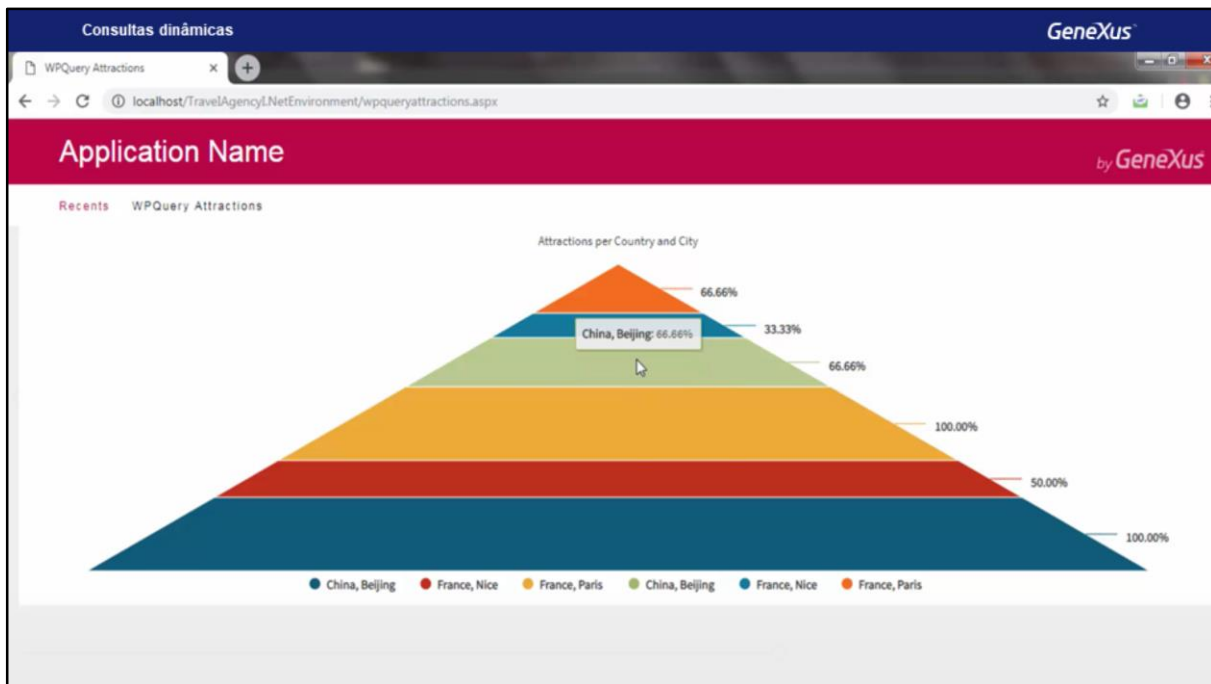 Consultas dinâmicas
GeneXus
WPQuery Attractions
localhost/TravelAgencyI.NetEnvironment/wpqueryattractions.aspx
Application Name
by GeneXus
Recents WPQuery Attractions
Attractions per Country and City
66.66%
33.33%
China, Beijing: 66.66%
66.66%
100.00%
50.00%
100.00%
China, Beijing France, Nice France, Paris China, Beijing France, Nice France, Paris